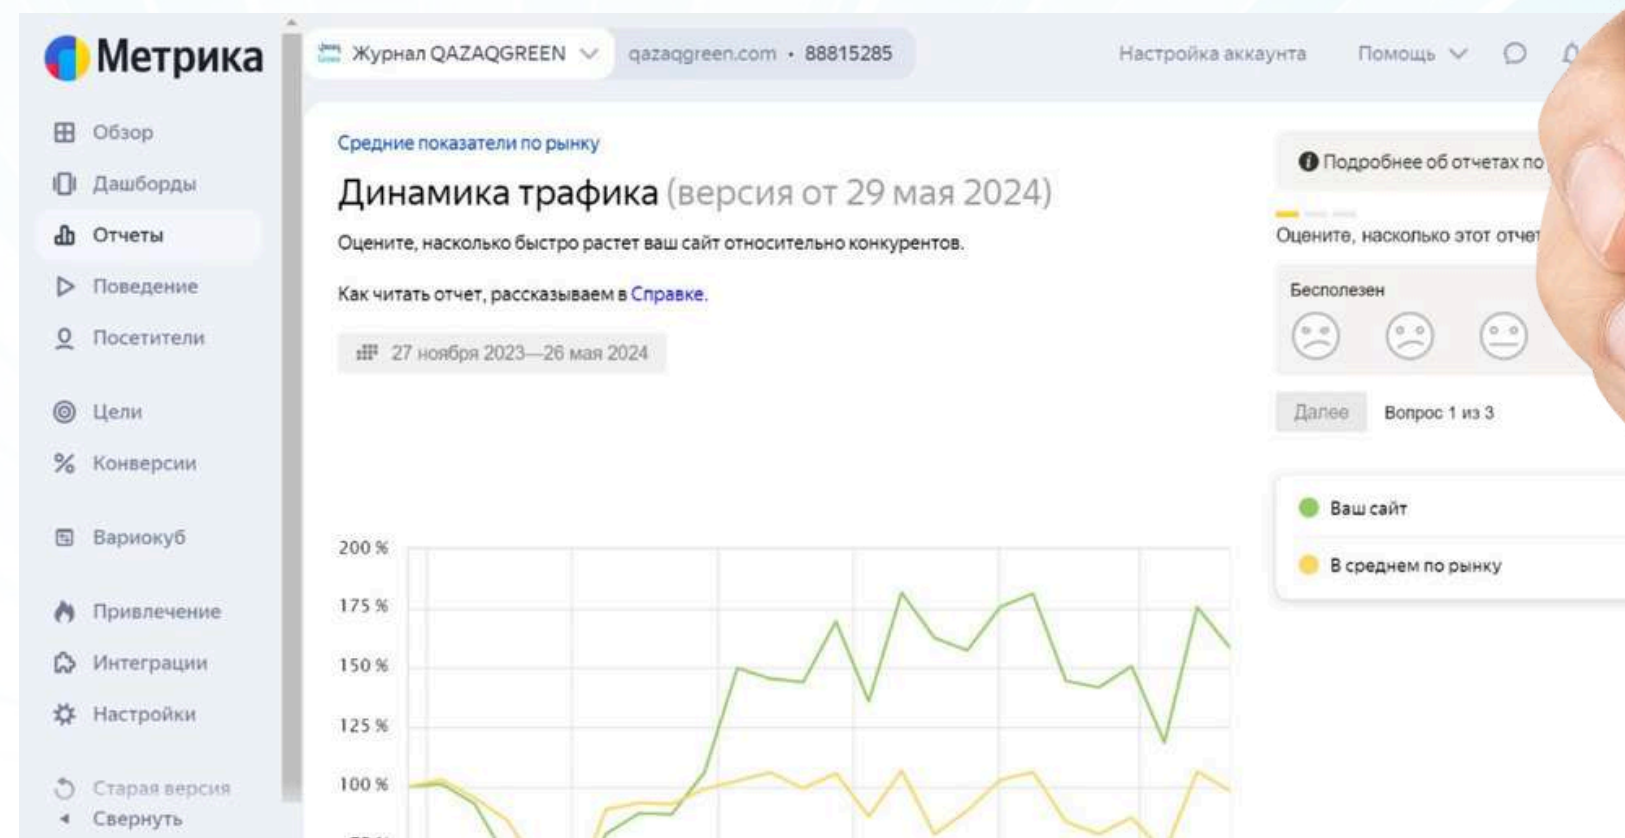 Метрика
Журнал QAZAQGREEN
qazaqgreen.com • 88815285
Настройка аккаунта
Помощь
Обзор
Дашборды
Отчеты
Поведение
Посетители
Цели
Конверсии
Вариокуб
Привлечение
Интеграции
Настройки
Старая версия
Свернуть
Средние показатели по рынку
Динамика трафика (версия от 29 мая 2024)
Оцените, насколько быстро растет ваш сайт относительно конкурентов.
Как читать отчет, рассказываем в Справке.
27 ноября 2023—26 мая 2024
200 %
175 %
150 %
125 %
100 %
Подробнее об отчетах по
Оцените, насколько этот отчет
Бесполезен
Далее
Вопрос 1 из 3
Ваш сайт
В среднем по рынку